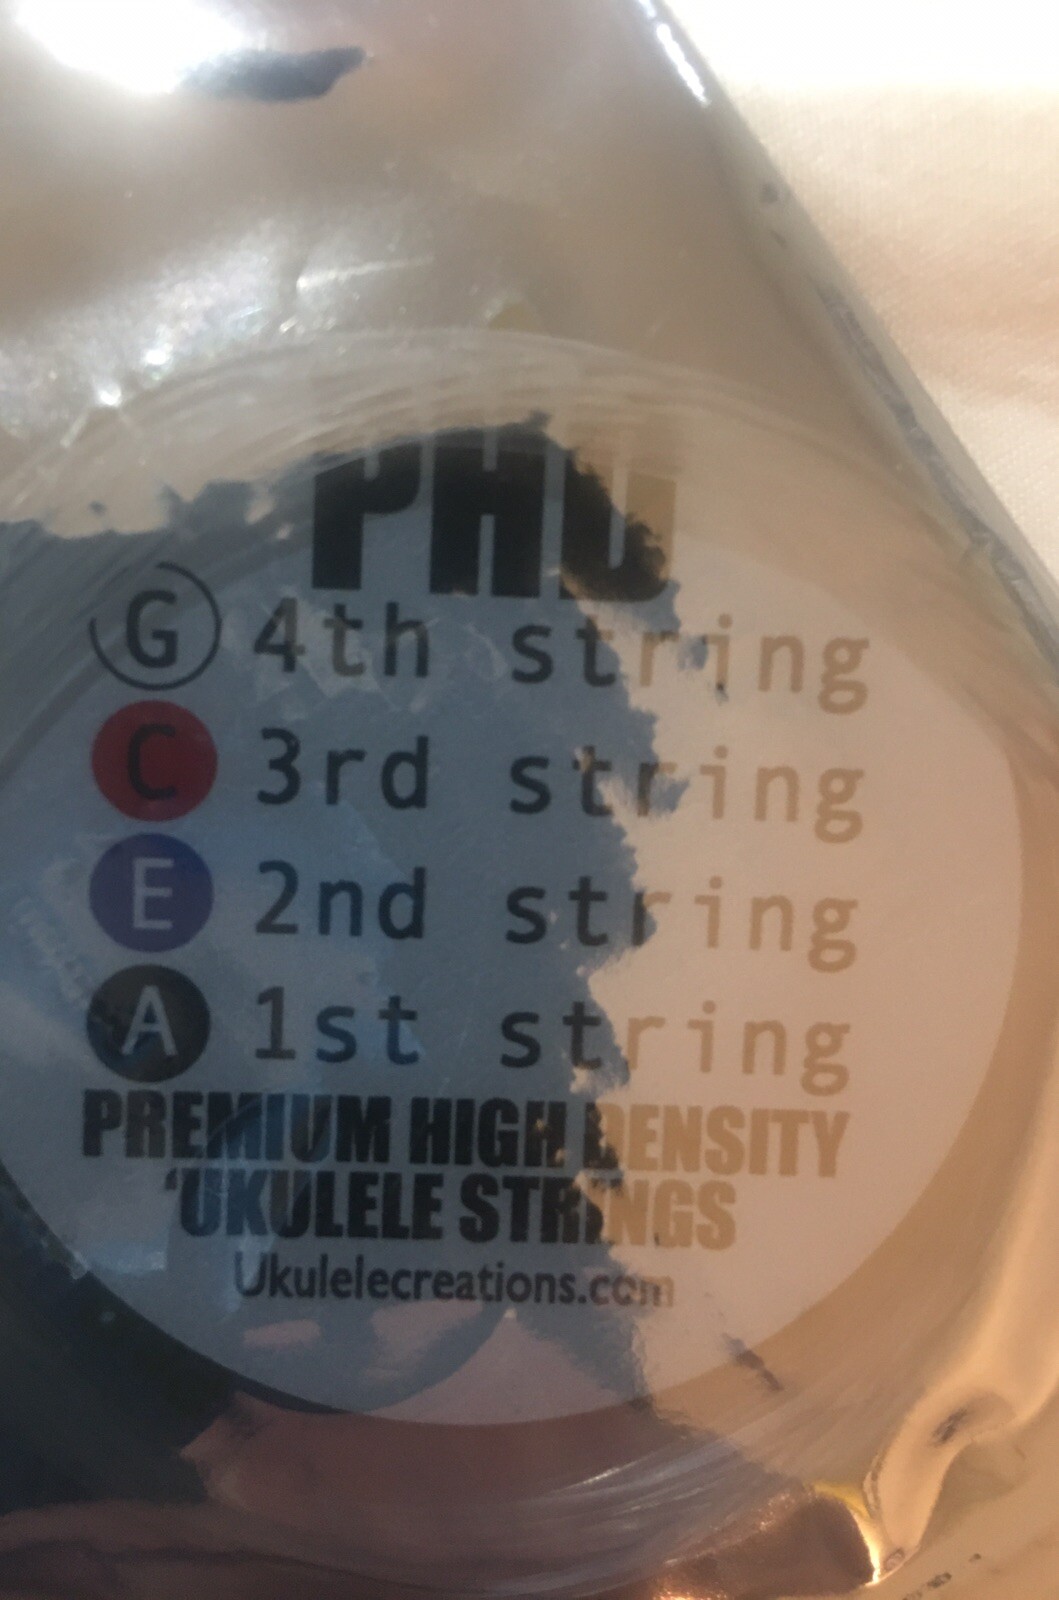 PHD
G 4th string
C 3rd string
E 2nd string
A 1st string
PREMIUM HIGH DENSITY
‘UKULELE STRINGS
Ukulelecreations.com